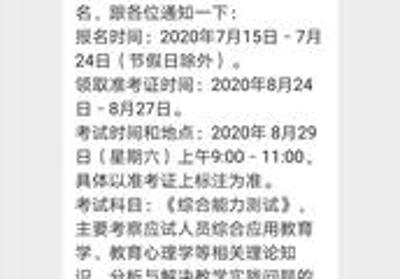 名。跟各位通知一下：
报名时间：2020年7月15日－7月
24日（节假日除外）。
领取准考证时间：2020年8月24
日－8月27日。
考试时间和地点：2020年 8月29
日（星期六）上午9:00－11:00，
具体以准考证上标注为准。
考试科目：《综合能力测试》，
主要考察应试人员综合应用教育
学、教育心理学等相关理论知
识，分析与解决教学实践问题的